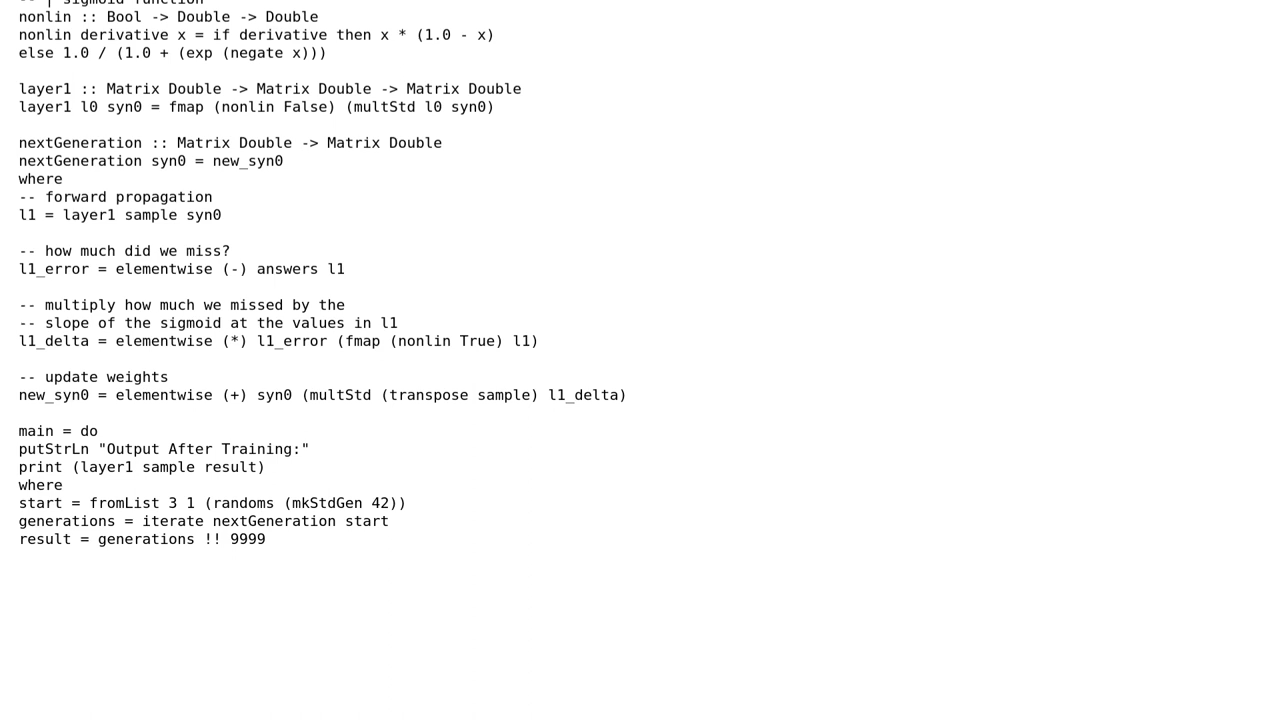 -- | sigmoid function
nonlin :: Bool -> Double -> Double
nonlin derivative x = if derivative then x * (1.0 - x)
else 1.0 / (1.0 + (exp (negate x)))

layer1 :: Matrix Double -> Matrix Double -> Matrix Double
layer1 l0 syn0 = fmap (nonlin False) (multStd l0 syn0)

nextGeneration :: Matrix Double -> Matrix Double
nextGeneration syn0 = new_syn0
where
-- forward propagation
l1 = layer1 sample syn0

-- how much did we miss?
l1_error = elementwise (-) answers l1

-- multiply how much we missed by the
-- slope of the sigmoid at the values in l1
l1_delta = elementwise (*) l1_error (fmap (nonlin True) l1)

-- update weights
new_syn0 = elementwise (+) syn0 (multStd (transpose sample) l1_delta)

main = do
putStrLn "Output After Training:"
print (layer1 sample result)
where
start = fromList 3 1 (randoms (mkStdGen 42))
generations = iterate nextGeneration start
result = generations !! 9999